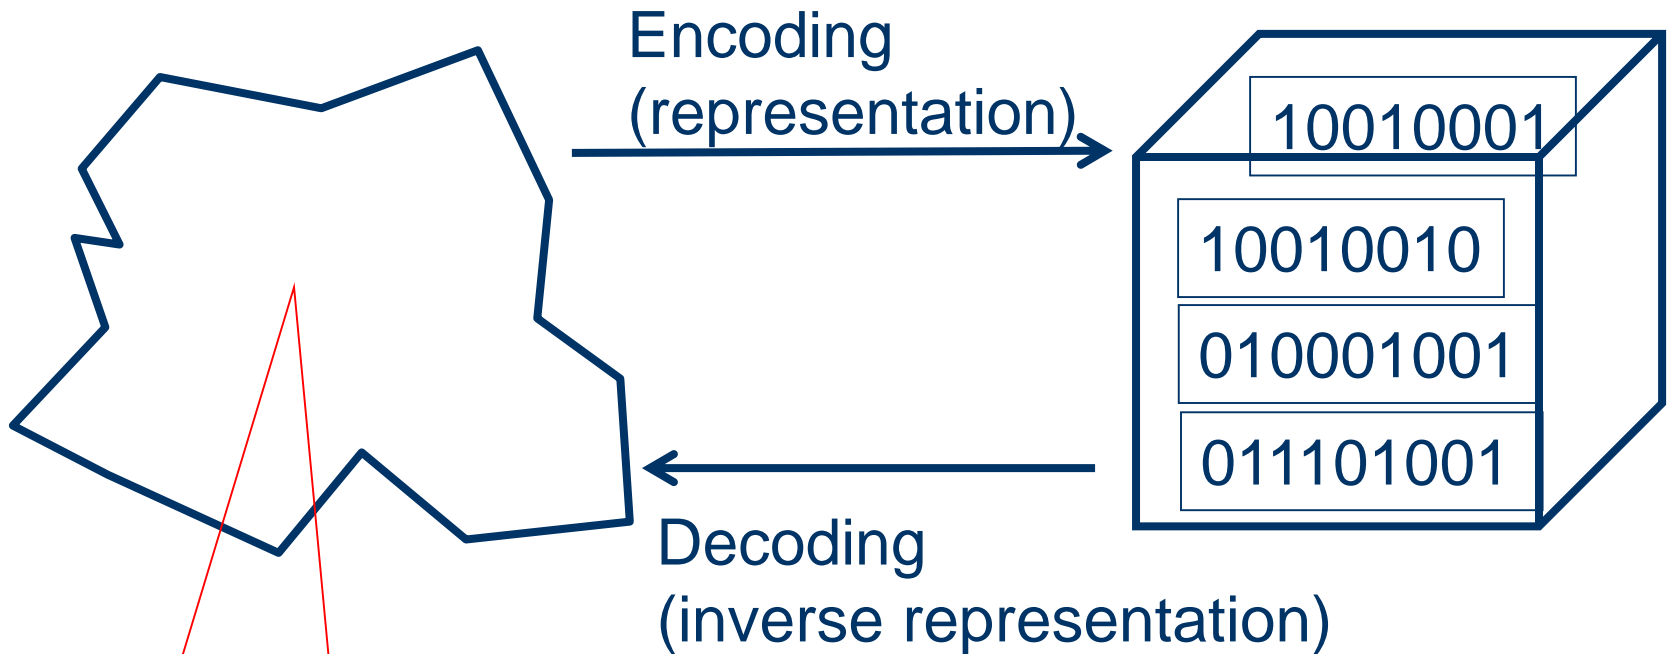 Encoding
(representation)
10010001
10010010
010001001
011101001
Decoding
(inverse representation)